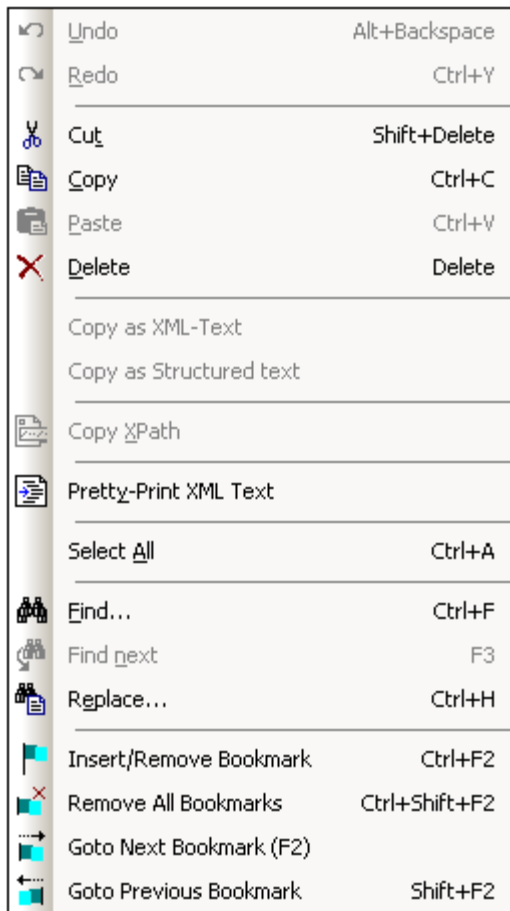 Undo Alt+Backspace
Redo Ctrl+Y
Cut Shift+Delete
Copy Ctrl+C
Paste Ctrl+V
Delete Delete
Copy as XML-Text
Copy as Structured text
Copy XPath
Pretty-Print XML Text
Select All Ctrl+A
Find... Ctrl+F
Find next F3
Replace... Ctrl+H
Insert/Remove Bookmark Ctrl+F2
Remove All Bookmarks Ctrl+Shift+F2
Goto Next Bookmark (F2)
Goto Previous Bookmark Shift+F2